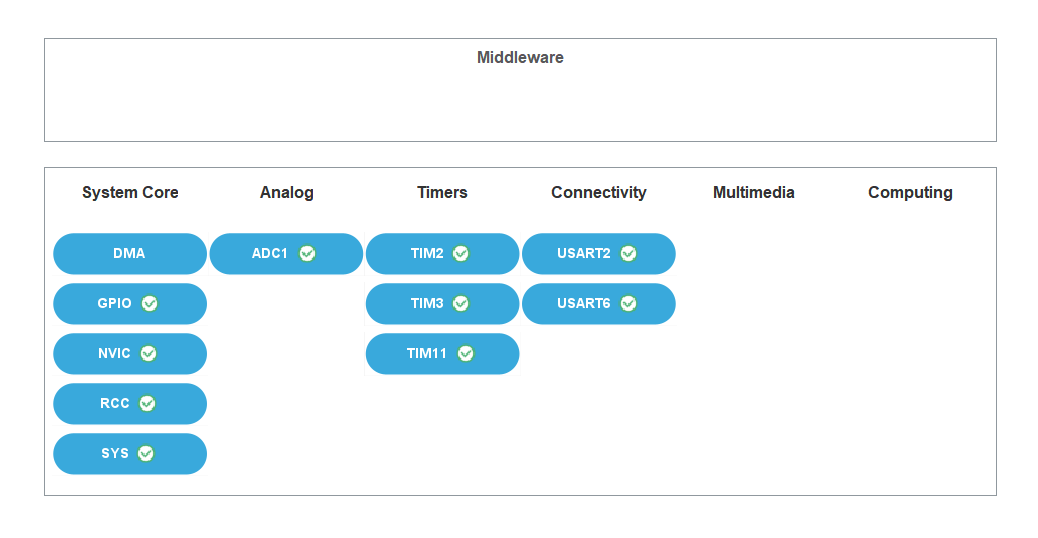 Middleware
System Core Analog Timers Connectivity Multimedia Computing
DMA ADC1 TIM2 USART2
GPIO TIM3 USART6
NVIC TIM11
RCC
SYS